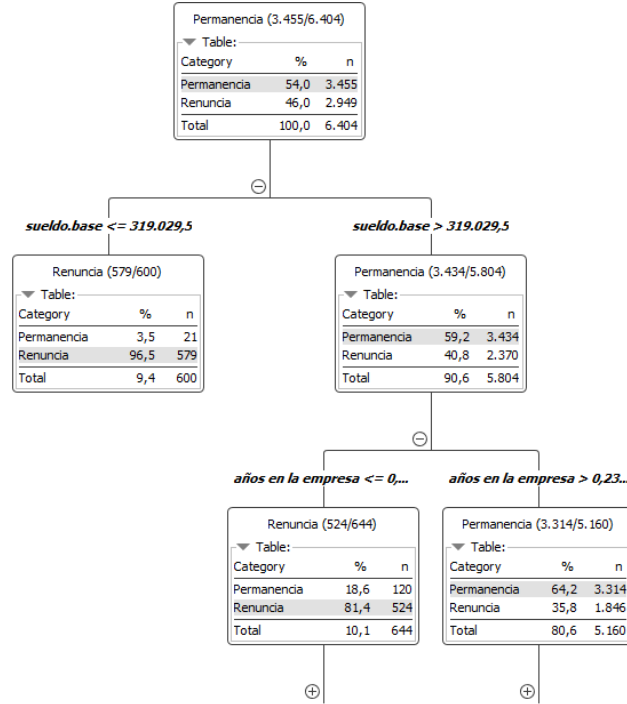 Permanencia (3.455/6.404)
Table:
Category % n
Permanencia 54,0 3.455
Renuncia 46,0 2.949
Total 100,0 6.404
sueldo.base <= 319.029,5
sueldo.base > 319.029,5
Renuncia (579/600)
Table:
Category % n
Permanencia 3,5 21
Renuncia 96,5 579
Total 9,4 600
Permanencia (3.434/5.804)
Table:
Category % n
Permanencia 59,2 3.434
Renuncia 40,8 2.370
Total 90,6 5.804
años en la empresa <= 0,...
años en la empresa > 0,23...
Renuncia (524/644)
Table:
Category % n
Permanencia 18,6 120
Renuncia 81,4 524
Total 10,1 644
Permanencia (3.314/5.160)
Table:
Category % n
Permanencia 64,2 3.314
Renuncia 35,8 1.846
Total 80,6 5.160